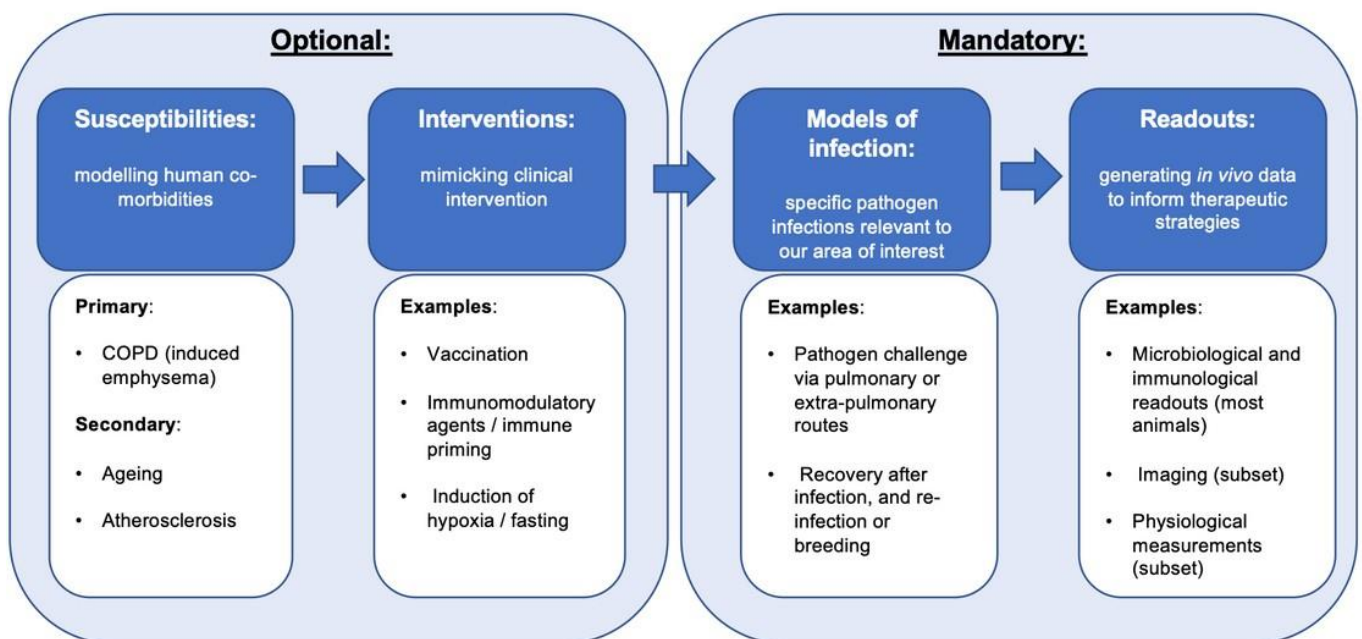 Optional:
Susceptibilities:
modelling human co-
morbidities
Primary:
• COPD (induced
emphysema)
Secondary:
• Ageing
• Atherosclerosis
Interventions:
mimicking clinical
intervention
Examples:
• Vaccination
• Immunomodulatory
agents / immune
priming
• Induction of
hypoxia / fasting
Mandatory:
Models of
infection:
specific pathogen
infections relevant to
our area of interest
Examples:
• Pathogen challenge
via pulmonary or
extra-pulmonary
routes
• Recovery after
infection, and re-
infection or
breeding
Readouts:
generating in vivo data
to inform therapeutic
strategies
Examples:
• Microbiological and
immunological
readouts (most
animals)
• Imaging (subset)
• Physiological
measurements
(subset)